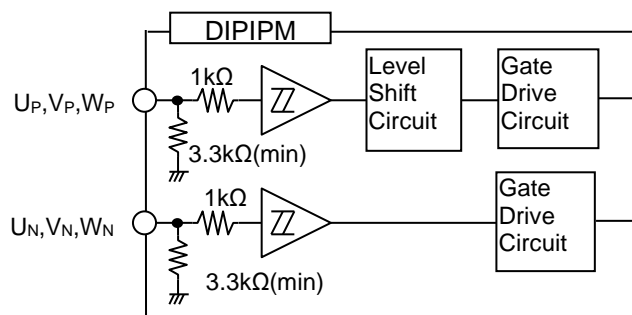 DIPIPM
1kΩ
Level
Shift
Circuit
Gate
Drive
Circuit
UP,VP,WP
3.3kΩ(min)
1kΩ
Gate
Drive
Circuit
UN,VN,WN
3.3kΩ(min)